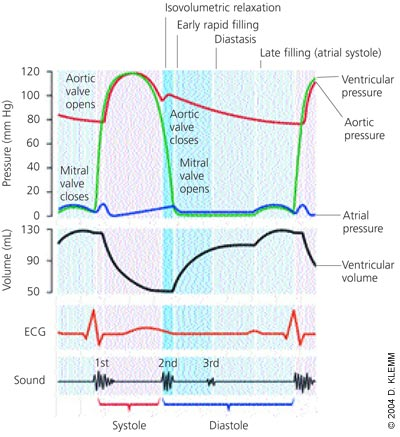 Isovolumetric relaxation
Early rapid filling
Diastasis
Late filling (atrial systole)
Pressure (mm Hg)
120
100
80
60
40
20
0
Aortic
valve
opens
Mitral
valve
closes
Aortic
valve
closes
Mitral
valve
opens
Ventricular
pressure
Aortic
pressure
Atrial
pressure
Volume (mL)
130
90
50
Ventricular
volume
ECG
Sound
1st
2nd
3rd
Systole
Diastole
© 2004 D. KLEMM